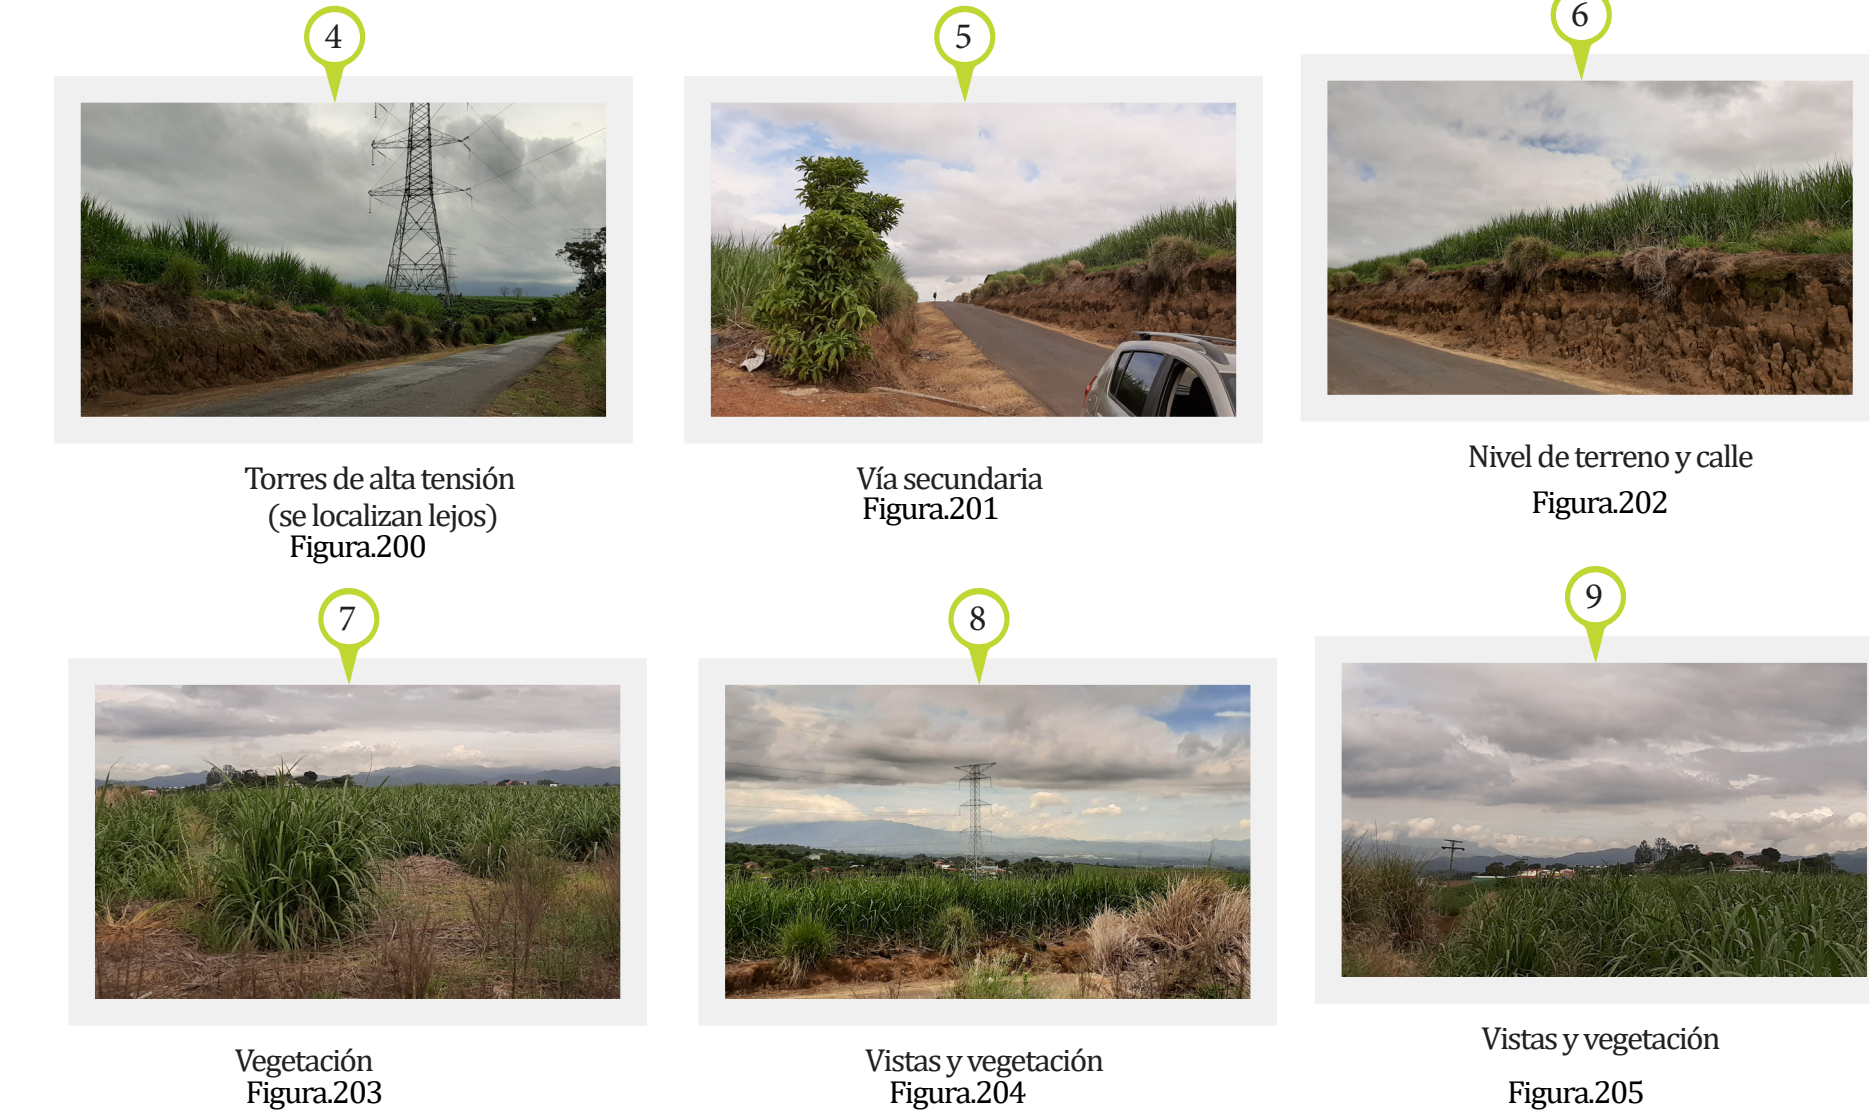 4
5
6
Torres de alta tensión
(se localizan lejos)
Figura.200
Vía secundaria
Figura.201
Nivel de terreno y calle
Figura.202
7
8
9
Vegetación
Figura.203
Vistas y vegetación
Figura.204
Vistas y vegetación
Figura.205